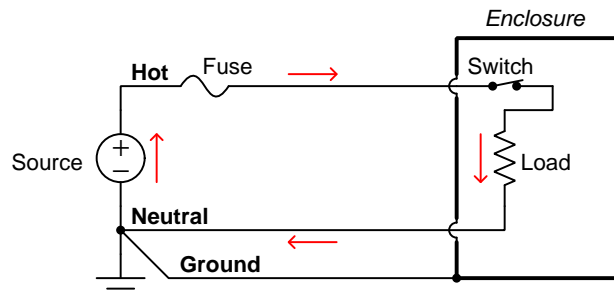 Enclosure
Hot
Fuse
Switch
Source
+
−
Load
Neutral
Ground